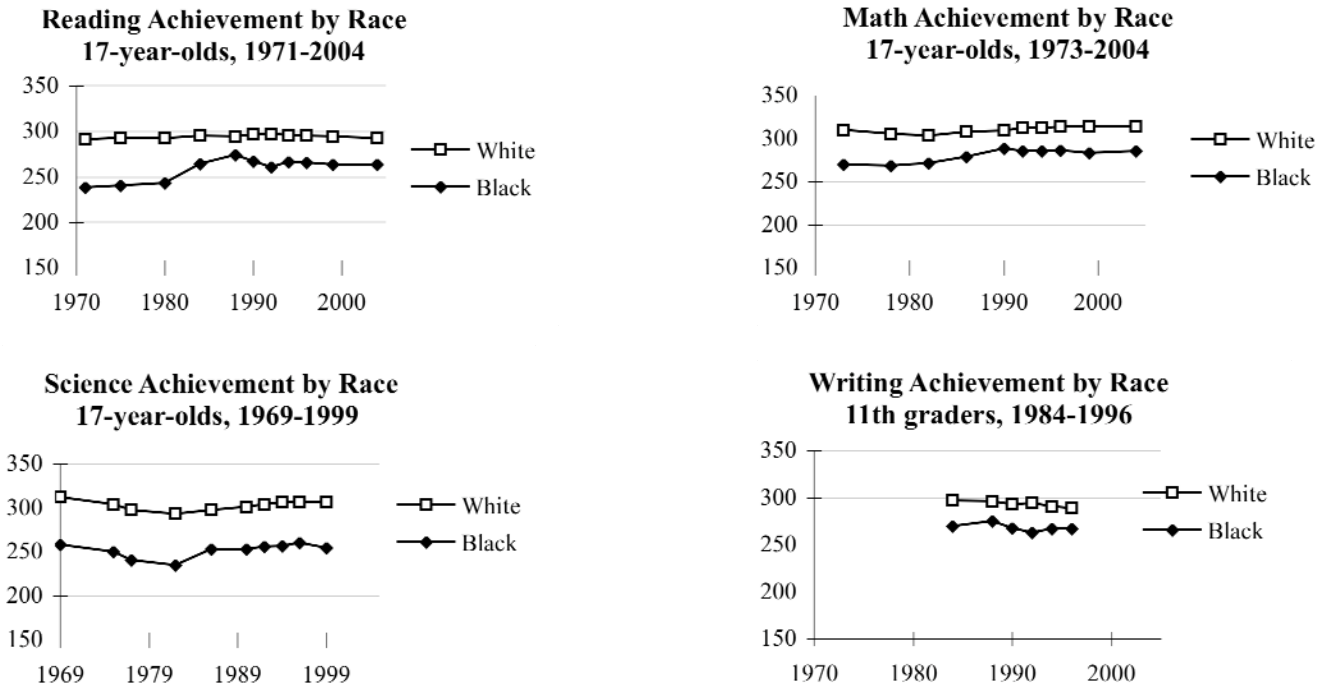 Reading Achievement by Race
17-year-olds, 1971-2004
350
300
250
200
150
1970 1980 1990 2000
White
Black
Math Achievement by Race
17-year-olds, 1973-2004
350
300
250
200
150
1970 1980 1990 2000
White
Black
Science Achievement by Race
17-year-olds, 1969-1999
350
300
250
200
150
1969 1979 1989 1999
White
Black
Writing Achievement by Race
11th graders, 1984-1996
350
300
250
200
150
1970 1980 1990 2000
White
Black